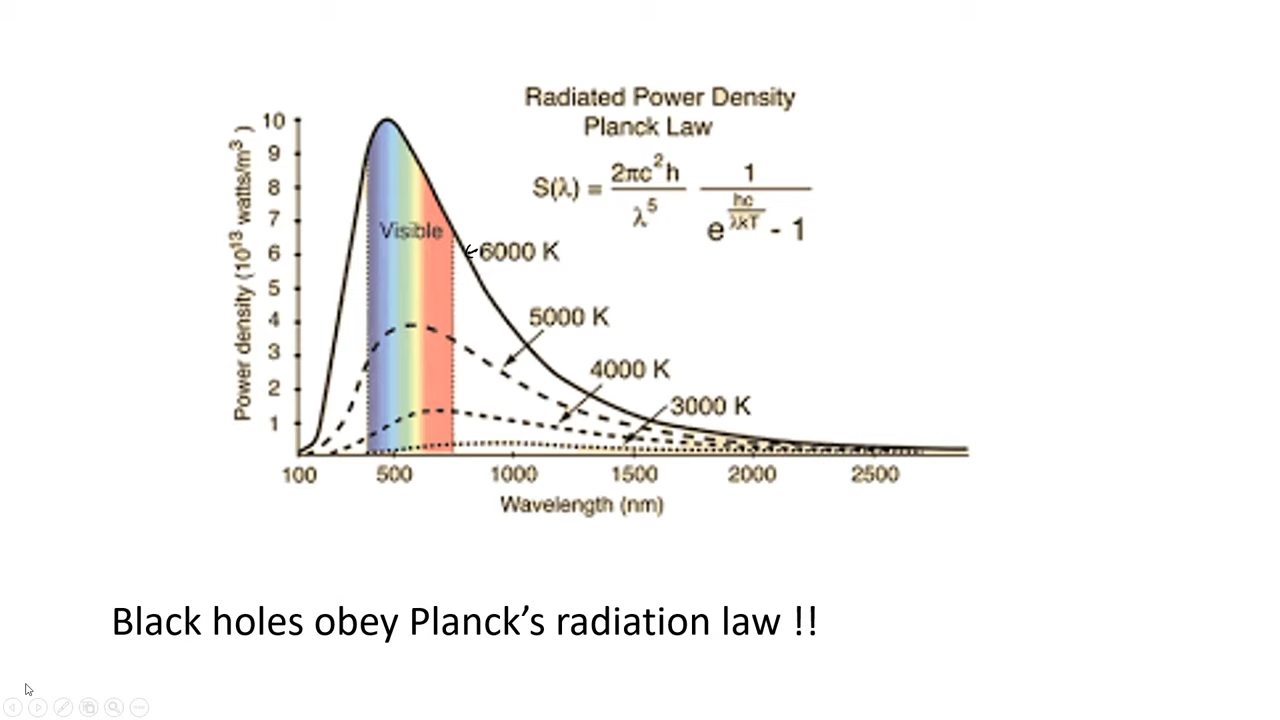 Radiated Power Density
Planck Law
S(λ) = 2πc²h / λ⁵ 1 / e^(hc/λkT) - 1
Power density (10¹³ watts/m³)
10
9
8
7
6
5
4
3
2
1
Visible
6000 K
5000 K
4000 K
3000 K
100 500 1000 1500 2000 2500
Wavelength (nm)
Black holes obey Planck’s radiation law !!